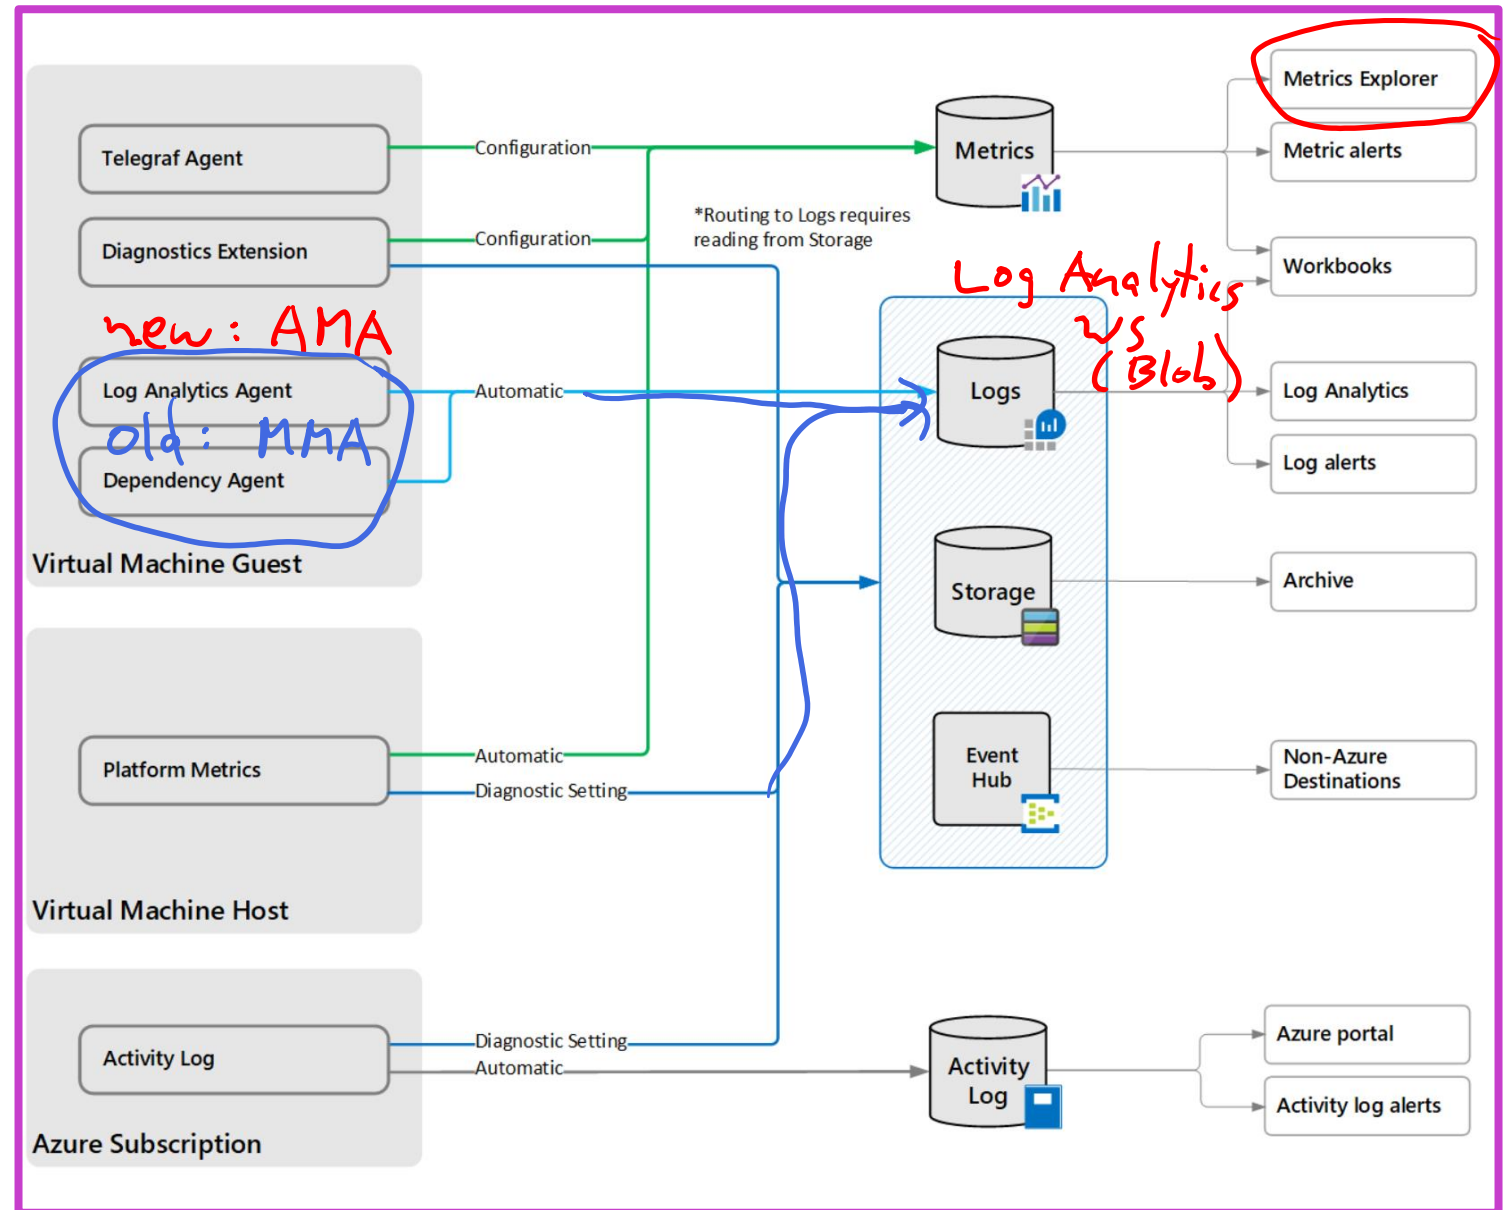 Telegraf Agent
Configuration
Diagnostics Extension
Configuration
new: AMA
Log Analytics Agent
Automatic
old: MMA
Dependency Agent
Virtual Machine Guest
Platform Metrics
Automatic
Diagnostic Setting
Virtual Machine Host
Activity Log
Diagnostic Setting
Automatic
Azure Subscription
*Routing to Logs requires
reading from Storage
Metrics
Log Analytics
WS
(Blob)
Logs
Storage
Event
Hub
Activity
Log
Metrics Explorer
Metric alerts
Workbooks
Log Analytics
Log alerts
Archive
Non-Azure
Destinations
Azure portal
Activity log alerts